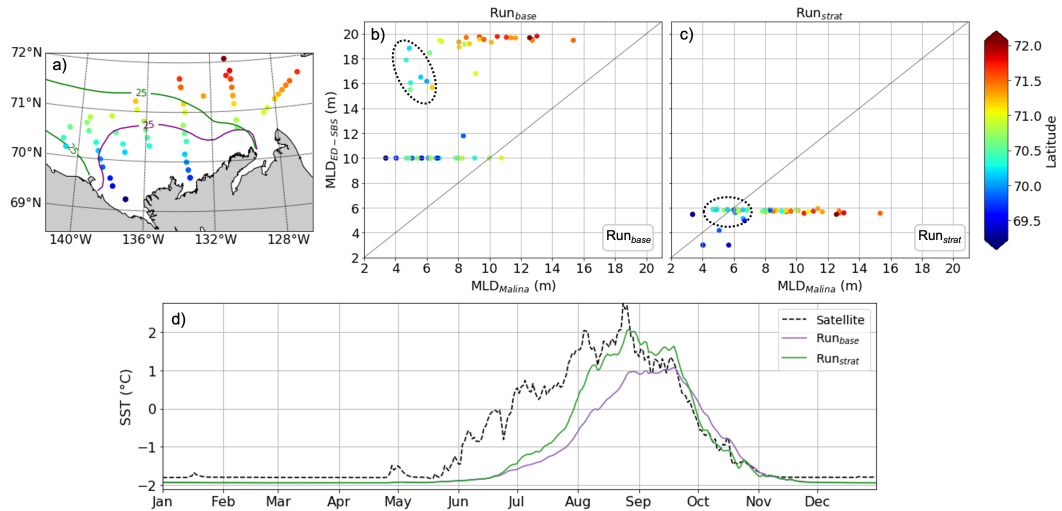 Run_base
Run_strat
72°N
71°N
70°N
69°N
a)
25
25
25
140°W
136°W
132°W
128°W
b)
20
18
16
14
12
10
8
6
4
2
MLD_ED−SBS (m)
Run_base
2
4
6
8
10
12
14
16
18
20
MLD_Malina (m)
c)
Run_strat
2
4
6
8
10
12
14
16
18
20
MLD_Malina (m)
72.0
71.5
71.0
70.5
70.0
69.5
Latitude
d)
2
1
0
−1
−2
SST (°C)
Satellite
Run_base
Run_strat
Jan
Feb
Mar
Apr
May
Jun
Jul
Aug
Sep
Oct
Nov
Dec